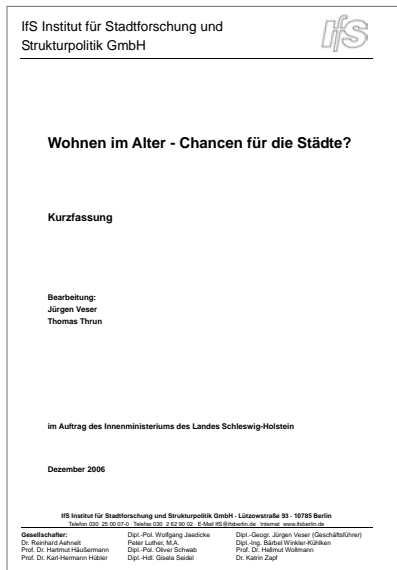 IfS Institut für Stadtforschung und
Strukturpolitik GmbH
IfS
Wohnen im Alter - Chancen für die Städte?
Kurzfassung
Bearbeitung:
Jürgen Veser
Thomas Thrun
im Auftrag des Innenministeriums des Landes Schleswig-Holstein
Dezember 2006
IfS Institut für Stadtforschung und Strukturpolitik GmbH · Lützowstraße 93 · 10785 Berlin
Telefon 030 25 00 07-0 · Telefax 030 2 62 90 02 · E-Mail IfS@ifsberlin.de · Internet www.ifsberlin.de
Gesellschafter: Dipl.-Pol. Wolfgang Jaedicke Dipl.-Geogr. Jürgen Veser (Geschäftsführer)
Dr. Reinhard Aehnelt Peter Luther, M.A. Dipl.-Ing. Bärbel Winkler-Kühlken
Prof. Dr. Hartmut Häußermann Dipl.-Pol. Oliver Schwab Prof. Dr. Hellmut Wollmann
Prof. Dr. Karl-Hermann Hübler Dipl.-Hdl. Gisela Seidel Dr. Katrin Zapf